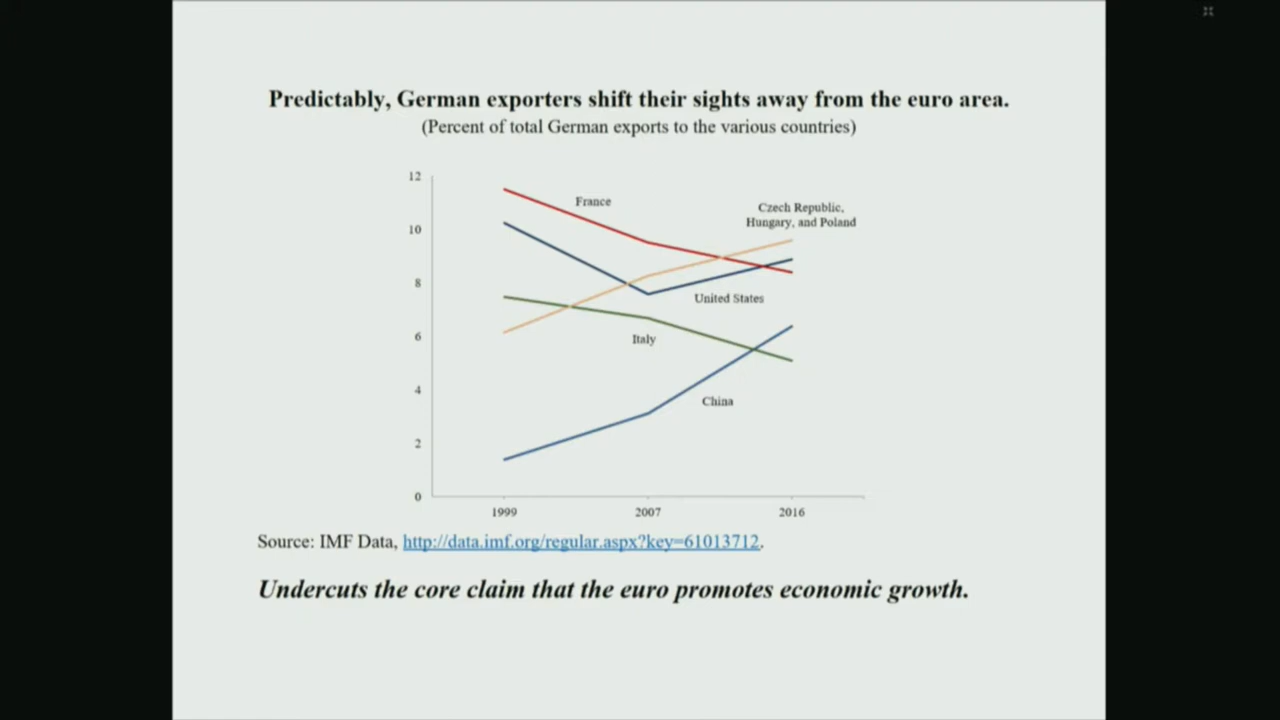 Predictably, German exporters shift their sights away from the euro area.
(Percent of total German exports to the various countries)
12
10
8
6
4
2
0
France
Czech Republic,
Hungary, and Poland
United States
Italy
China
1999
2007
2016
Source: IMF Data, http://data.imf.org/regular.aspx?key=61013712.
Undercuts the core claim that the euro promotes economic growth.